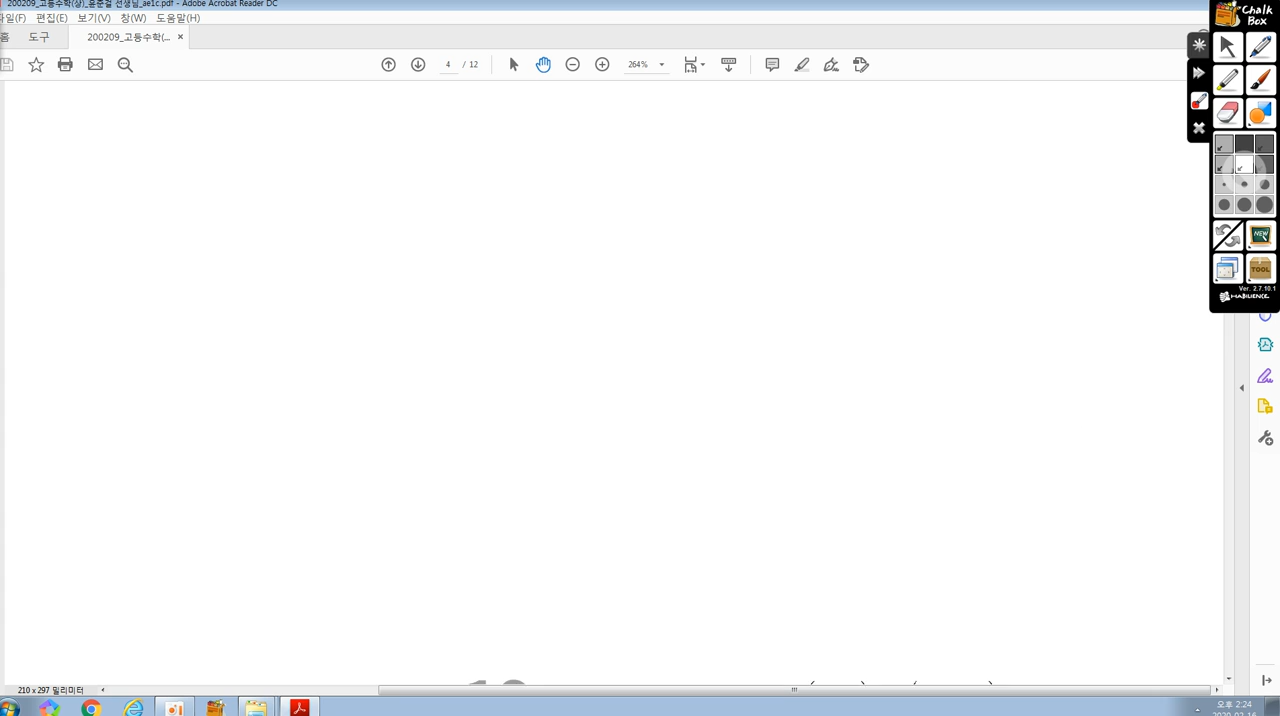 200209_고등수학(상)_윤준걸 선생님_ae1c.pdf - Adobe Acrobat Reader DC
파일(F) 편집(E) 보기(V) 창(W) 도움말(H)
홈 도구 200209_고등수학(... ×
4 / 12 264%
Chalk
Box
NEW
TOOL
Ver. 2.7.10.1
HABILIENCE
210 x 297 밀리미터
오후 2:24
2020-02-16